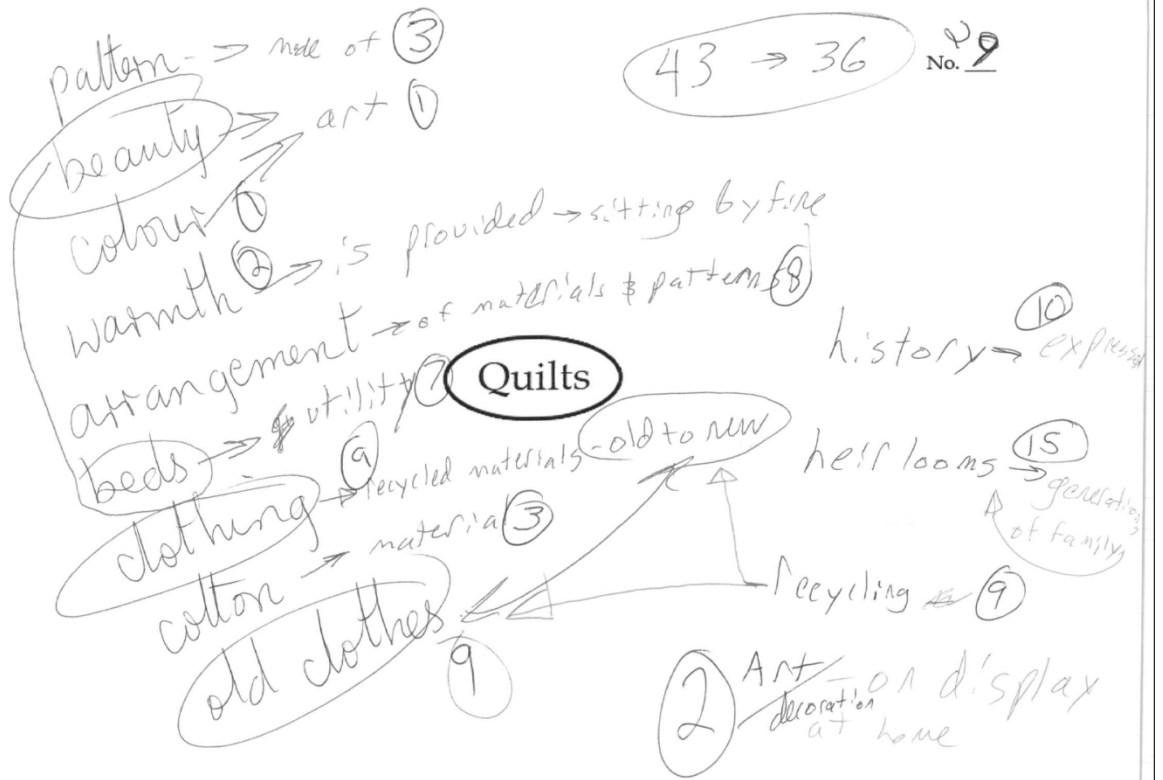 pattern → made of ③
43 → 36
No. 29
beauty → art ①
colour ①
warmth ② → is provided → sitting by fire
arrangement → of materials & patterns ⑧
history → ⑩ expressed
Quilts
beds → utility ⑦
clothing → ⑨ recycled materials - old to new
heirlooms → ⑮ generations of family
cotton → material ③
recycling ⑨
old clothes 9
② Art - on display
decoration
at home